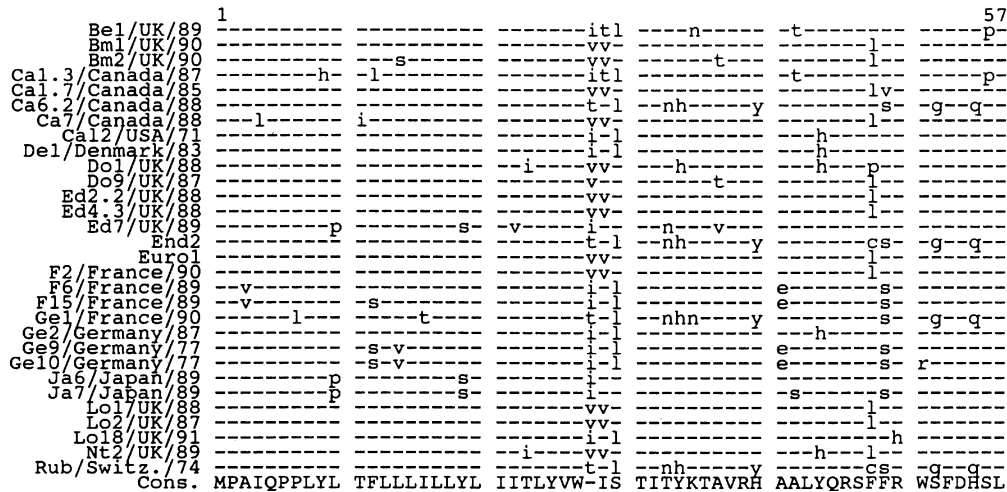 1 57
Be1/UK/89 ---------- ---------- -------itl ----n----- -t-------- -----p-
Bm1/UK/90 ---------- ---------- -------vv- ---------- -------l-- -------
Bm2/UK/90 ---------- ---s------ -------vv- ------t--- -------l-- -------
Ca1.3/Canada/87 --------h- -l-------- -------itl ---------- -t-------- -----p-
Ca1.7/Canada/85 ---------- ---------- -------vv- ---------- -------lv- -------
Ca6.2/Canada/88 ---------- ---------- -------t-l --nh-----y --------s- -g--q--
Ca7/Canada/88 ---l------ i--------- -------vv- ---------- -------l-- -------
Ca12/USA/71 ---------- ---------- -------i-l ---------- ---h------ -------
De1/Denmark/83 ---------- ---------- -------i-l ---------- ---h------ -------
Do1/UK/88 ---------- ---------- --i----vv- ---h------ ---h---p-- -------
Do9/UK/87 ---------- ---------- -------v-- ------t--- -------l-- -------
Ed2.2/UK/88 ---------- ---------- -------vv- ---------- -------l-- -------
Ed4.3/UK/88 ---------- ---------- -------vv- ---------- -------l-- -------
Ed7/UK/89 ---------p --------s- -v-----i-- --n---v--- ---------- -------
End2 ---------- ---------- -------t-l --nh-----y -------cs- -g--q--
Euro1 ---------- ---------- -------vv- ---------- -------l-- -------
F2/France/90 ---------- ---------- -------vv- ---------- -------l-- -------
F6/France/89 --v------- ---------- -------i-l ---------- e-------s- -------
F15/France/89 --v------- -s-------- -------i-l ---------- e-------s- -------
Ge1/France/90 ------l--- -----t---- -------t-l --nhn----y --------s- -g--q--
Ge2/Germany/87 ---------- ---------- -------i-l ---------- ---h------ -------
Ge9/Germany/77 ---------- -s-v------ -------i-l ---------- e-------s- -------
Ge10/Germany/77 ---------- -s-v------ -------i-l ---------- e-------s- r------
Ja6/Japan/89 ---------p --------s- -------i-- ---------- ---------- -------
Ja7/Japan/89 ---------p --------s- -------i-- ---------- -s------s- -------
Lo17/UK/88 ---------- ---------- -------vv- ---------- -------l-- -------
Lo2/UK/87 ---------- ---------- -------vv- ---------- -------l-- -------
Lo18/UK/91 ---------- ---------- -------i-l ---------- ---------h -------
Nt2/UK/89 ---------- ---------- --i----vv- ---------- ---h---l-- -------
Rub/Switz./74 ---------- ---------- -------t-l --nh-----y -------cs- -g--q--
Cons. MPAIQPPLYL TFLLLILLYL IITLYVW-IS TITYKTAVRH AALYQRSFFR WSFDHSL